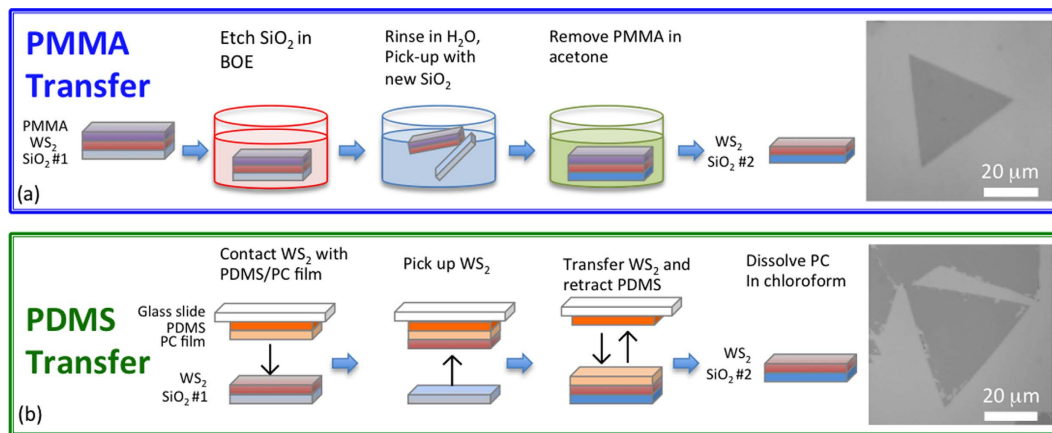 PMMA
Transfer
Etch SiO₂ in
BOE
Rinse in H₂O,
Pick-up with
new SiO₂
Remove PMMA in
acetone
PMMA
WS₂
SiO₂ #1
WS₂
SiO₂ #2
20 μm
(a)
PDMS
Transfer
Contact WS₂ with
PDMS/PC film
Pick up WS₂
Transfer WS₂ and
retract PDMS
Dissolve PC
In chloroform
Glass slide
PDMS
PC film
WS₂
SiO₂ #1
WS₂
SiO₂ #2
20 μm
(b)